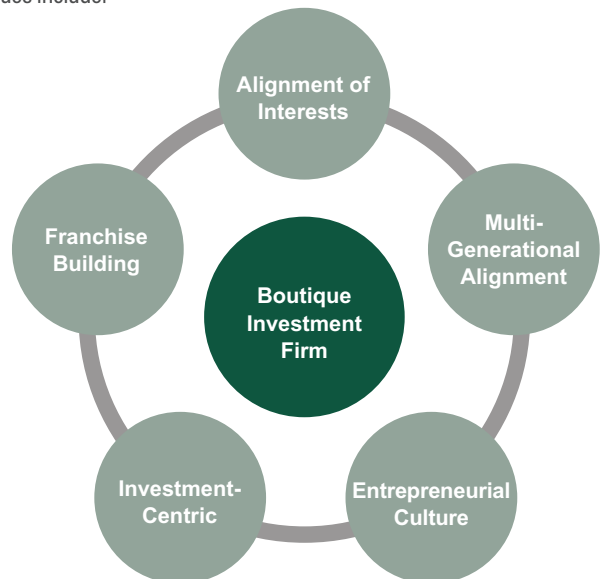 Alignment of
Interests
Multi-
Generational
Alignment
Franchise
Building
Boutique
Investment
Firm
Investment-
Centric
Entrepreneurial
Culture